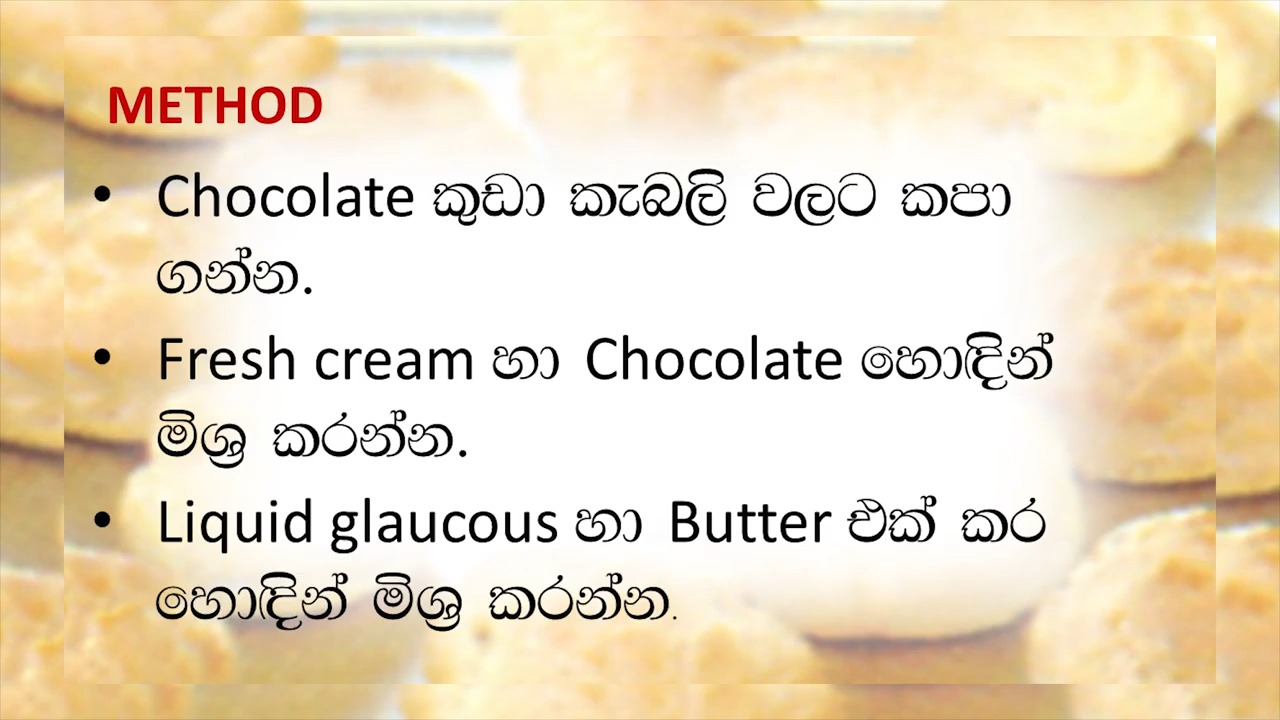 METHOD
• Chocolate කුඩා කැබලි වලට කපා
ගන්න.
• Fresh cream හා Chocolate හොඳින්
මිශ්‍ර කරන්න.
• Liquid glaucous හා Butter එක් කර
හොඳින් මිශ්‍ර කරන්න.